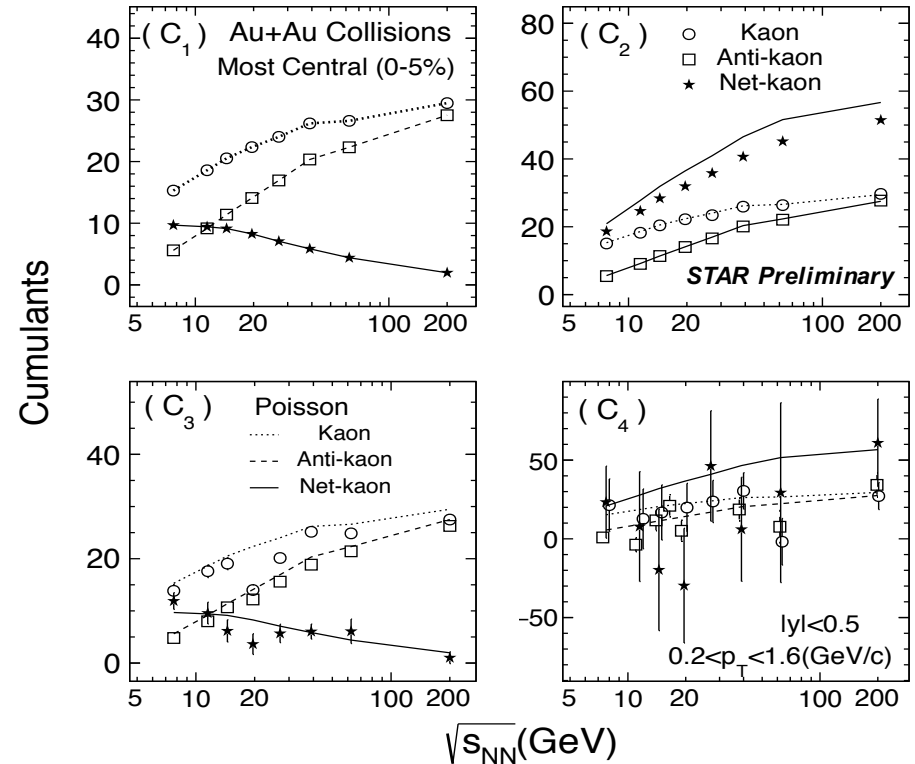 Cumulants
( C1 ) Au+Au Collisions
Most Central (0-5%)
40
30
20
10
0
5 10 20 100 200
( C2 )
Kaon
Anti-kaon
Net-kaon
80
60
40
20
0
STAR Preliminary
5 10 20 100 200
( C3 ) Poisson
Kaon
Anti-kaon
Net-kaon
40
20
0
5 10 20 100 200
( C4 )
50
0
−50
|y|<0.5
0.2<pT<1.6(GeV/c)
5 10 20 100 200
√sNN(GeV)